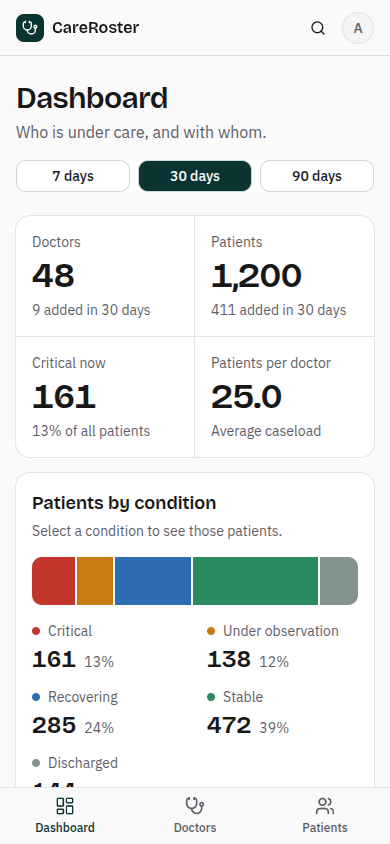 CareRoster
A
Dashboard
Who is under care, and with whom.
7 days
30 days
90 days
Doctors
48
9 added in 30 days
Patients
1,200
411 added in 30 days
Critical now
161
13% of all patients
Patients per doctor
25.0
Average caseload
Patients by condition
Select a condition to see those patients.
Critical
161 13%
Under observation
138 12%
Recovering
285 24%
Stable
472 39%
Discharged
Dashboard
Doctors
Patients